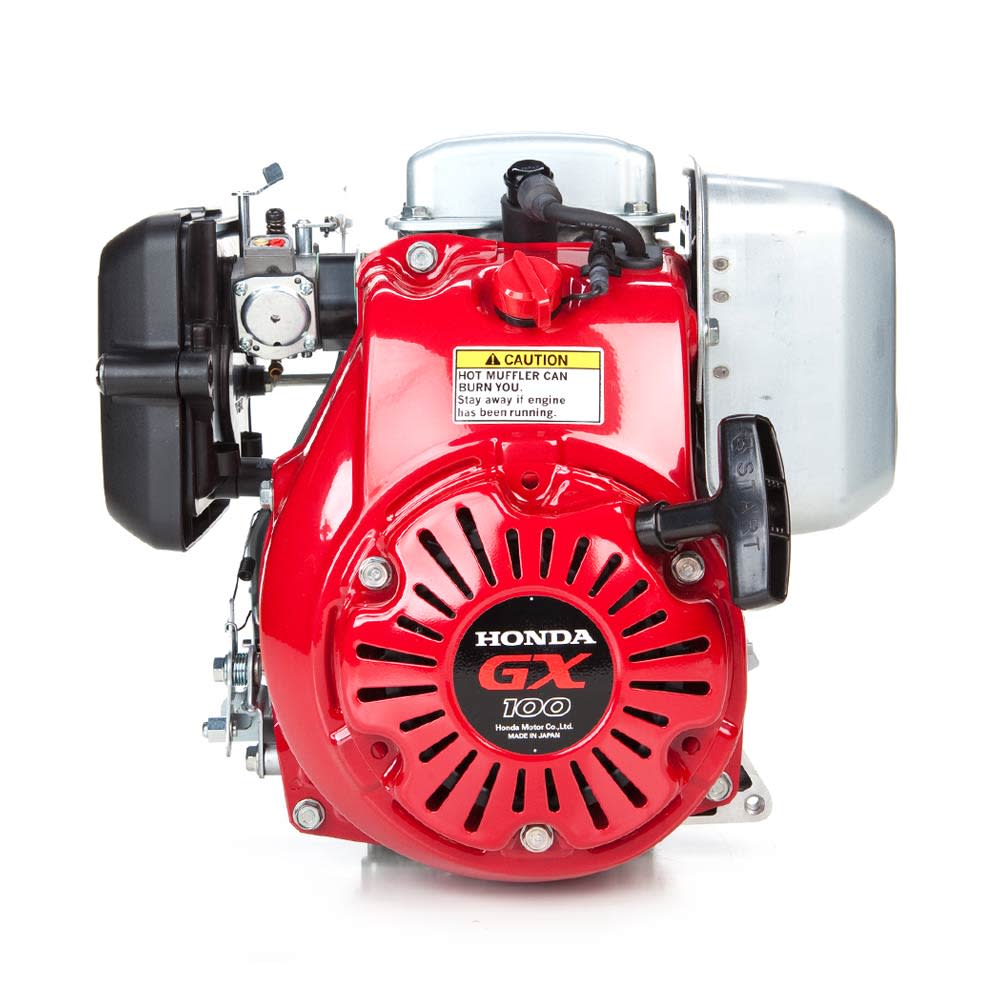 CAUTION
HOT MUFFLER CAN
BURN YOU.
Stay away if engine
has been running.
START
HONDA
GX
100
Honda Motor Co.,Ltd.
MADE IN JAPAN